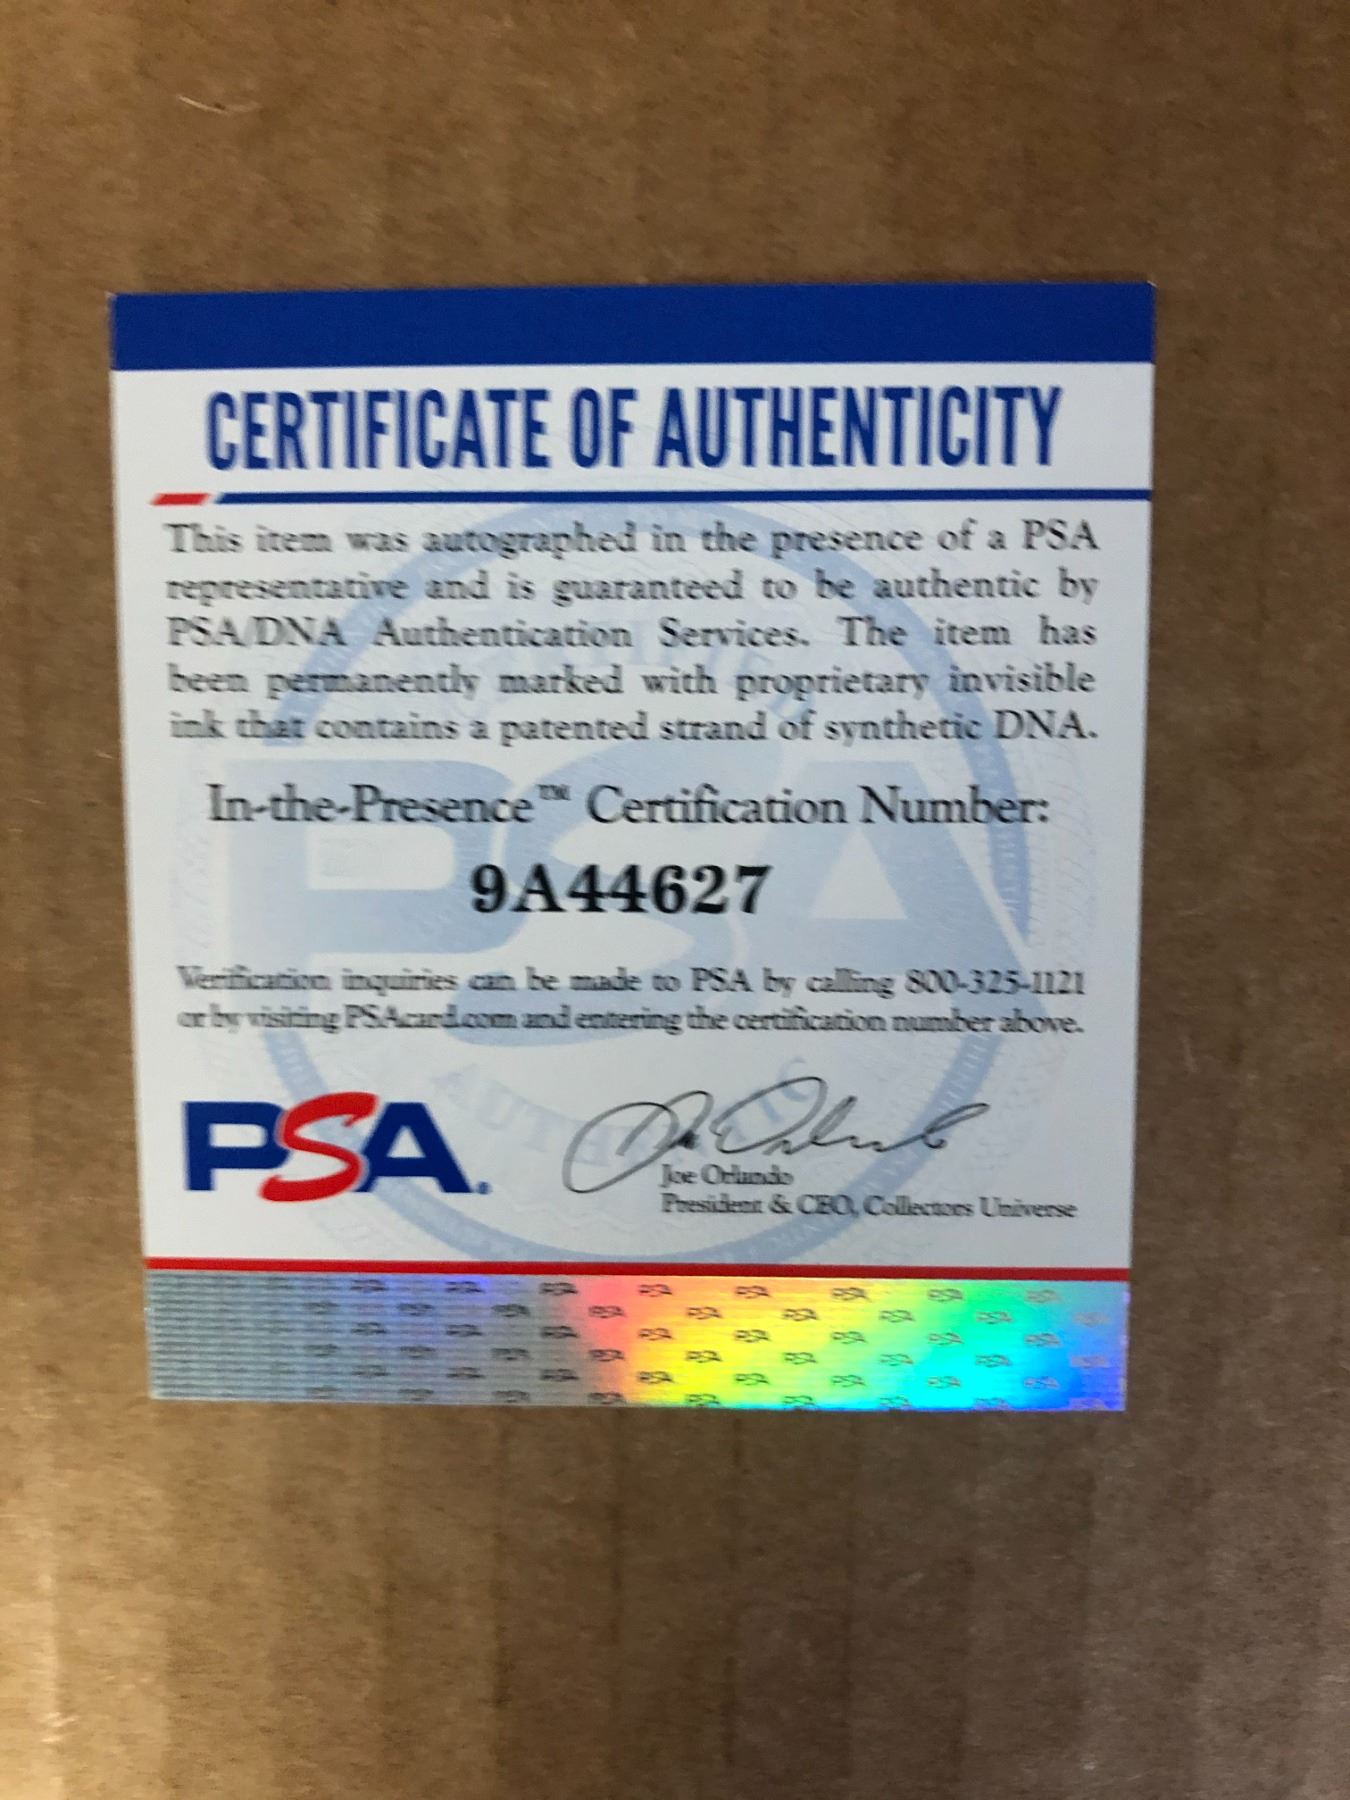 CERTIFICATE OF AUTHENTICITY
This item was autographed in the presence of a PSA
representative and is guaranteed to be authentic by
PSA/DNA Authentication Services. The item has
been permanently marked with proprietary invisible
ink that contains a patented strand of synthetic DNA.
In-the-Presence™ Certification Number:
9A44627
Verification inquiries can be made to PSA by calling 800-325-1121
or by visiting PSAcard.com and entering the certification number above.
PSA.
Joe Orlando
President & CEO, Collectors Universe